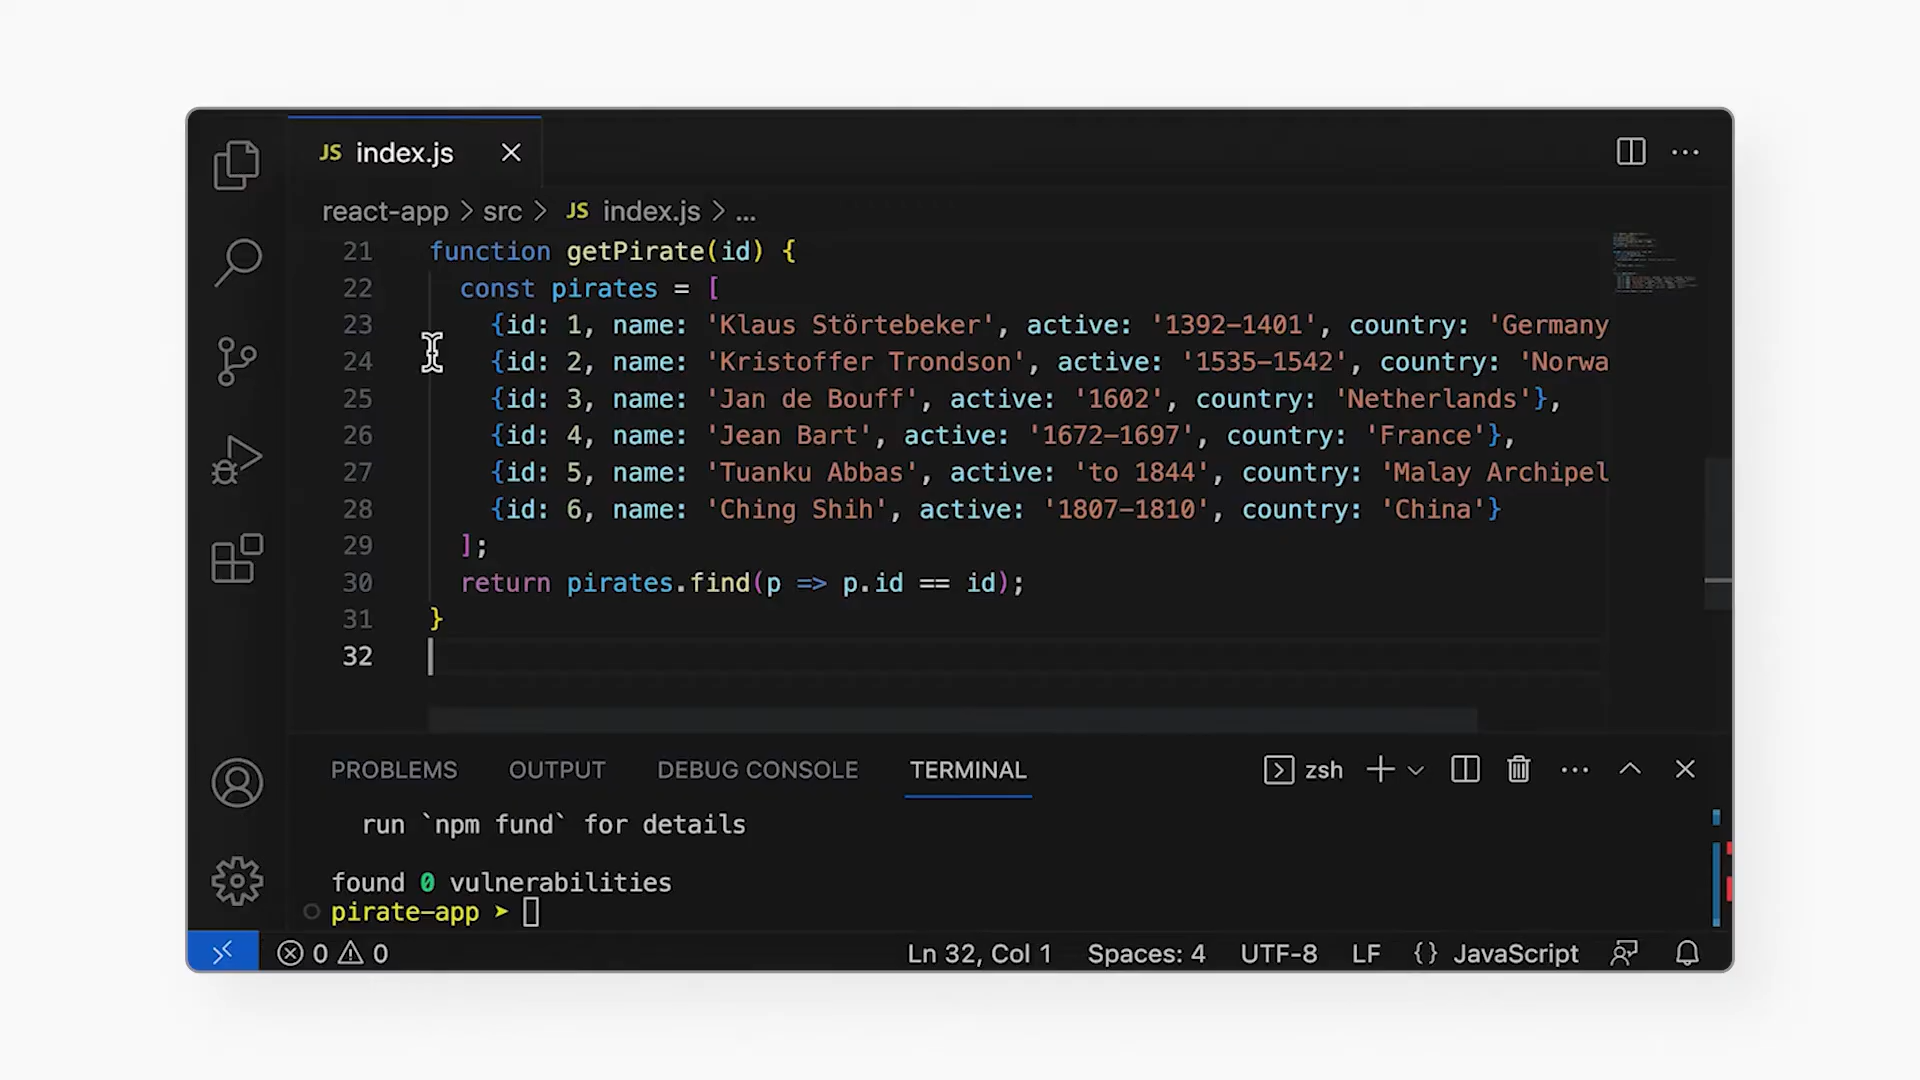 JS index.js
react-app > src > JS index.js > ...
21 function getPirate(id) {
22 const pirates = [
23 {id: 1, name: 'Klaus Störtebeker', active: '1392-1401', country: 'Germany
24 {id: 2, name: 'Kristoffer Trondson', active: '1535-1542', country: 'Norwa
25 {id: 3, name: 'Jan de Bouff', active: '1602', country: 'Netherlands'},
26 {id: 4, name: 'Jean Bart', active: '1672-1697', country: 'France'},
27 {id: 5, name: 'Tuanku Abbas', active: 'to 1844', country: 'Malay Archipel
28 {id: 6, name: 'Ching Shih', active: '1807-1810', country: 'China'}
29 ];
30 return pirates.find(p => p.id == id);
31 }
32
PROBLEMS OUTPUT DEBUG CONSOLE TERMINAL zsh
run `npm fund` for details
found 0 vulnerabilities
pirate-app ➤
0 0 Ln 32, Col 1 Spaces: 4 UTF-8 LF {} JavaScript